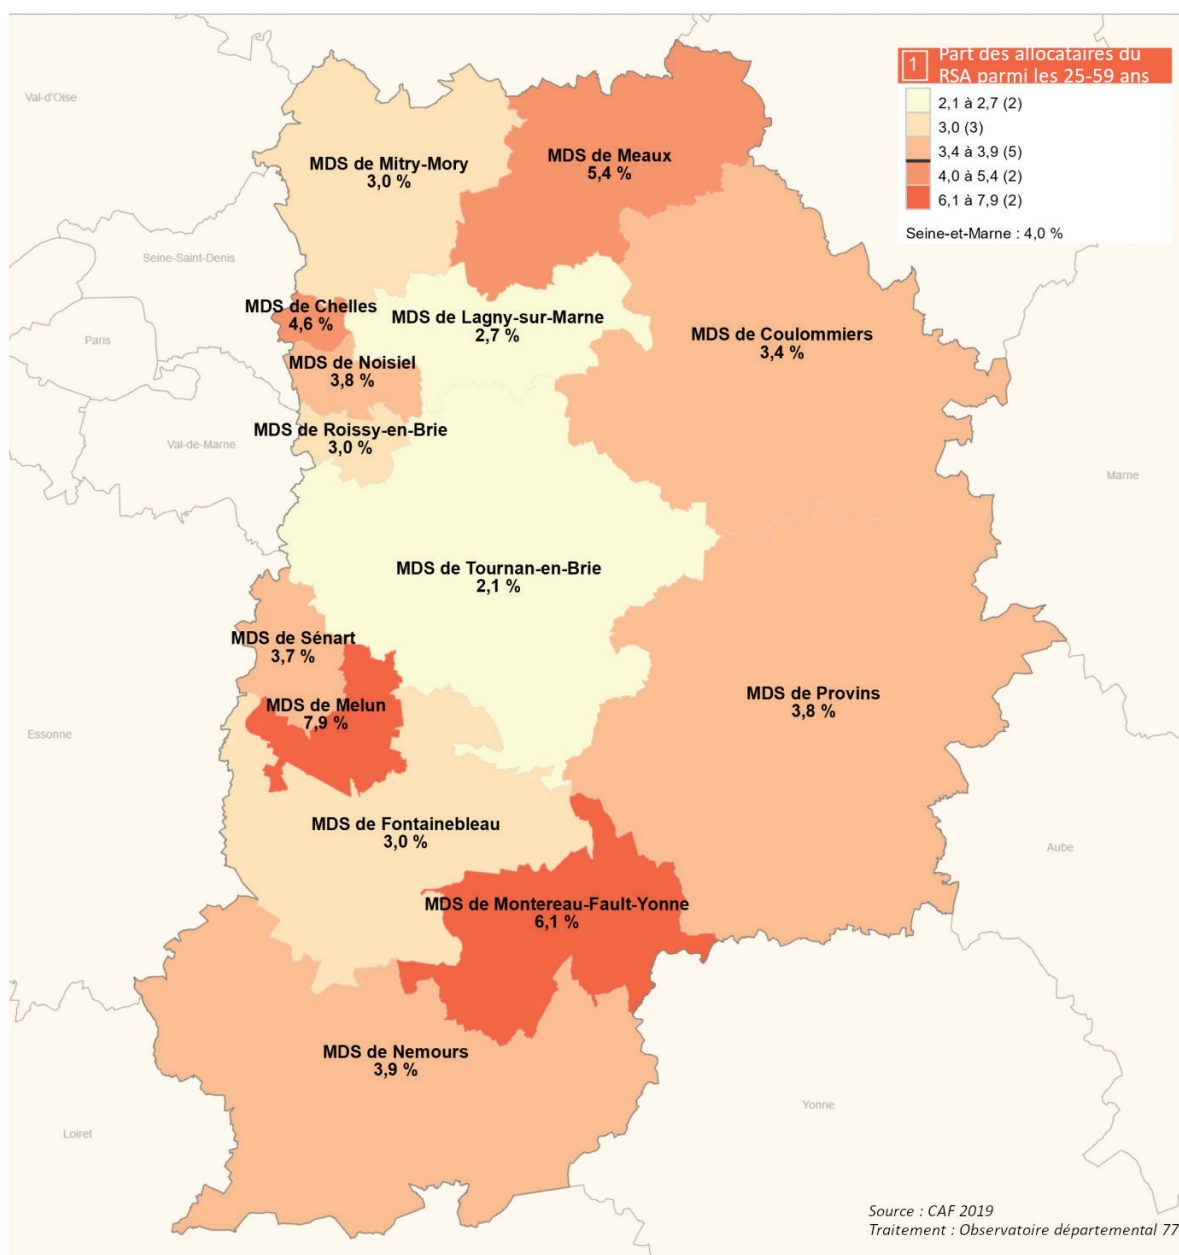 1
Part des allocataires du
RSA parmi les 25-59 ans
2,1 à 2,7 (2)
3,0 (3)
3,4 à 3,9 (5)
4,0 à 5,4 (2)
6,1 à 7,9 (2)
Seine-et-Marne : 4,0 %
Val-d'Oise
MDS de Mitry-Mory
3,0 %
MDS de Meaux
5,4 %
Seine-Saint-Denis
MDS de Chelles
4,6 %
MDS de Lagny-sur-Marne
2,7 %
MDS de Coulommiers
3,4 %
Paris
MDS de Noisiel
3,8 %
MDS de Roissy-en-Brie
3,0 %
Val-de-Marne
Marne
MDS de Tournan-en-Brie
2,1 %
MDS de Sénart
3,7 %
MDS de Melun
7,9 %
MDS de Provins
3,8 %
Essonne
MDS de Fontainebleau
3,0 %
Aube
MDS de Montereau-Fault-Yonne
6,1 %
MDS de Nemours
3,9 %
Yonne
Loiret
Source : CAF 2019
Traitement : Observatoire départemental 77